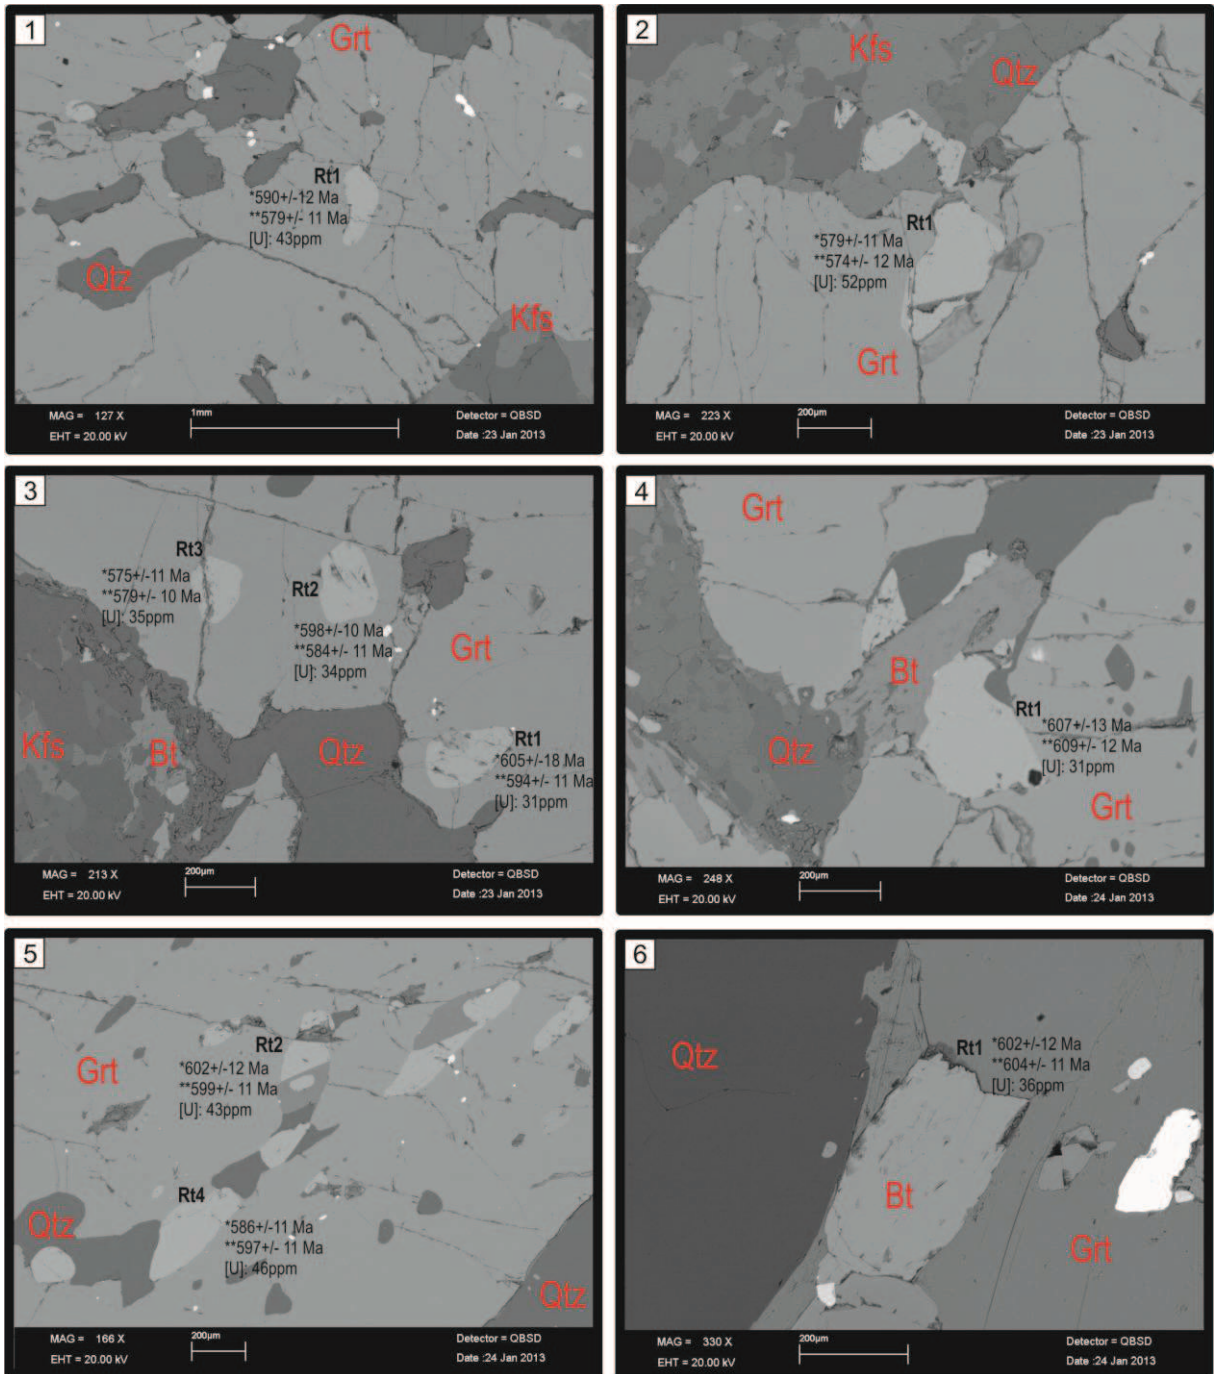 1
Grt
Rt1
*590+/-12 Ma
**579+/- 11 Ma
[U]: 43ppm
Qtz
Kfs
MAG = 127 X
EHT = 20.00 kV
1mm
Detector = QBSD
Date :23 Jan 2013
2
Kfs
Qtz
Rt1
*579+/-11 Ma
**574+/- 12 Ma
[U]: 52ppm
Grt
MAG = 223 X
EHT = 20.00 kV
200µm
Detector = QBSD
Date :23 Jan 2013
3
Rt3
*575+/-11 Ma
**579+/- 10 Ma
[U]: 35ppm
Rt2
*598+/-10 Ma
**584+/- 11 Ma
[U]: 34ppm
Grt
Kfs
Bt
Qtz
Rt1
*605+/-18 Ma
**594+/- 11 Ma
[U]: 31ppm
MAG = 213 X
EHT = 20.00 kV
200µm
Detector = QBSD
Date :23 Jan 2013
4
Grt
Bt
Qtz
Rt1
*607+/-13 Ma
**609+/- 12 Ma
[U]: 31ppm
Grt
MAG = 248 X
EHT = 20.00 kV
200µm
Detector = QBSD
Date :24 Jan 2013
5
Grt
Rt2
*602+/-12 Ma
**599+/- 11 Ma
[U]: 43ppm
Rt4
*586+/-11 Ma
**597+/- 11 Ma
[U]: 46ppm
Qtz
Qtz
MAG = 166 X
EHT = 20.00 kV
200µm
Detector = QBSD
Date :24 Jan 2013
6
Qtz
Rt1
*602+/-12 Ma
**604+/- 11 Ma
[U]: 36ppm
Bt
Grt
MAG = 330 X
EHT = 20.00 kV
200µm
Detector = QBSD
Date :24 Jan 2013